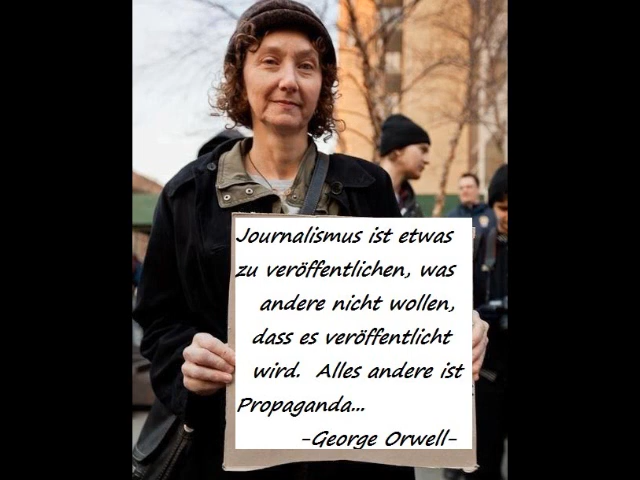 Journalismus ist etwas
zu veröffentlichen, was
andere nicht wollen,
dass es veröffentlicht
wird. Alles andere ist
Propaganda...
-George Orwell-